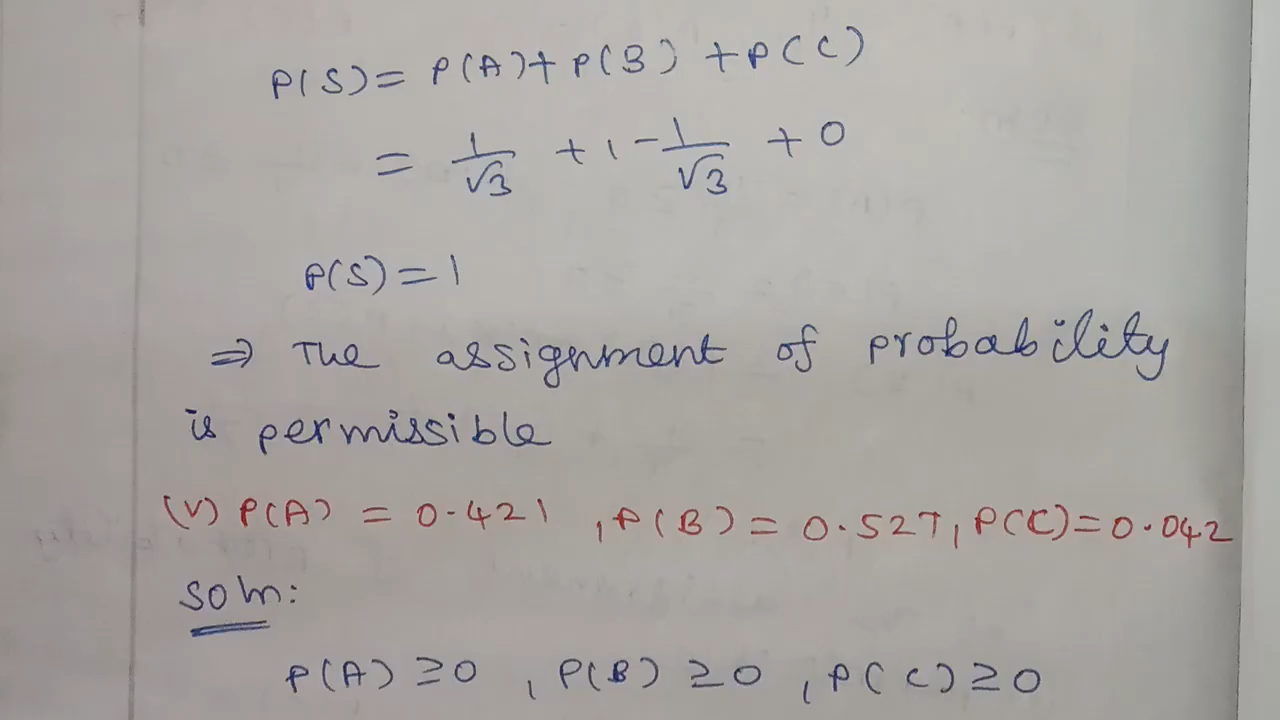 P(S) = P(A) + P(B) + P(C)
= 1/√3 + 1 - 1/√3 + 0
P(S) = 1
⇒ The assignment of probability
is permissible
(V) P(A) = 0.421 , P(B) = 0.527, P(C) = 0.042
Soln:
P(A) ≥ 0 , P(B) ≥ 0 , P(C) ≥ 0